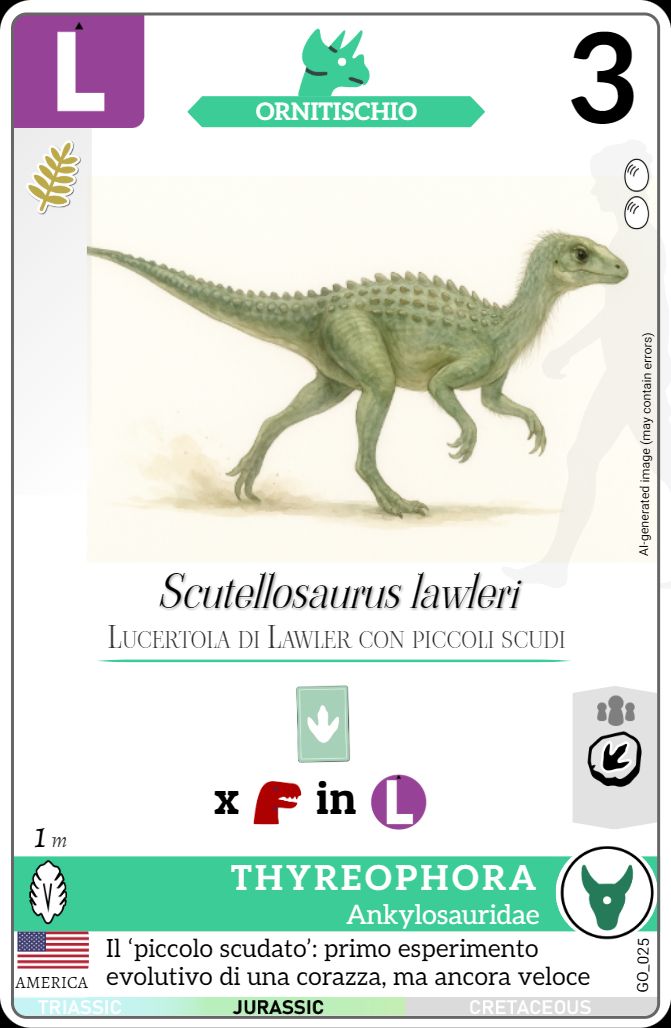 L
ORNITISCHIO
3
AI-generated image (may contain errors)
Scutellosaurus lawleri
Lucertola di Lawler con piccoli scudi
x in L
1 m
THYREOPHORA
Ankylosauridae
Il ‘piccolo scudato’: primo esperimento
evolutivo di una corazza, ma ancora veloce
AMERICA
GO_025
TRIASSIC JURASSIC CRETACEOUS